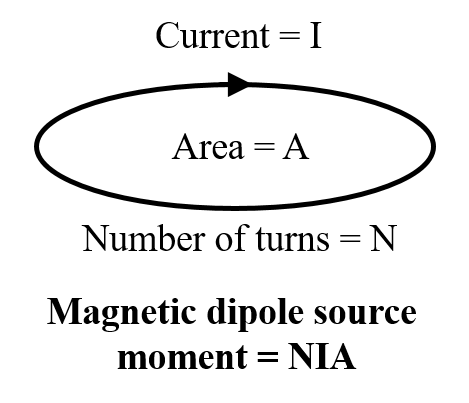 Current = I
Area = A
Number of turns = N
Magnetic dipole source
moment = NIA